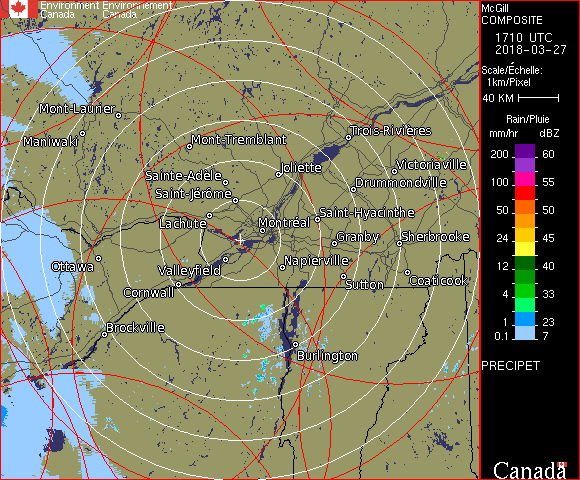 Environment Environnement
Canada Canada
McGill
COMPOSITE
1710 UTC
2018-03-27
Scale/Échelle:
1km/Pixel
40 KM
Rain/Pluie
mm/hr dBZ
200 60
100 55
50 50
24 45
12 40
4 33
1 23
0.1 7
PRECIPET
Canada
Mont-Laurier
Maniwaki
Mont-Tremblant
Trois-Rivières
Sainte-Adèle
Joliette
Victoriaville
Saint-Jérôme
Drummondville
Lachute
Montréal
Saint-Hyacinthe
Granby
Sherbrooke
Ottawa
Valleyfield
Napierville
Cornwall
Sutton
Coaticook
Brockville
Burlington